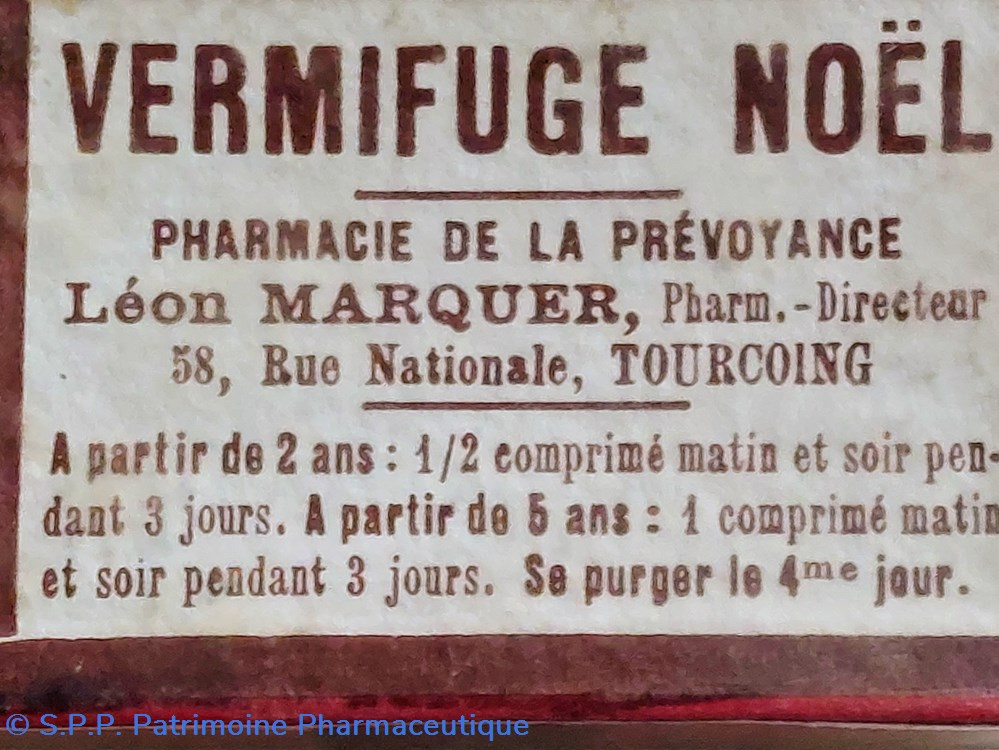 VERMIFUGE NOËL
PHARMACIE DE LA PRÉVOYANCE
Léon MARQUER, Pharm.-Directeur
58, Rue Nationale, TOURCOING
A partir de 2 ans : 1/2 comprimé matin et soir pen-
dant 3 jours. A partir de 5 ans : 1 comprimé matin
et soir pendant 3 jours. Se purger le 4me jour.
© S.P.P. Patrimoine Pharmaceutique